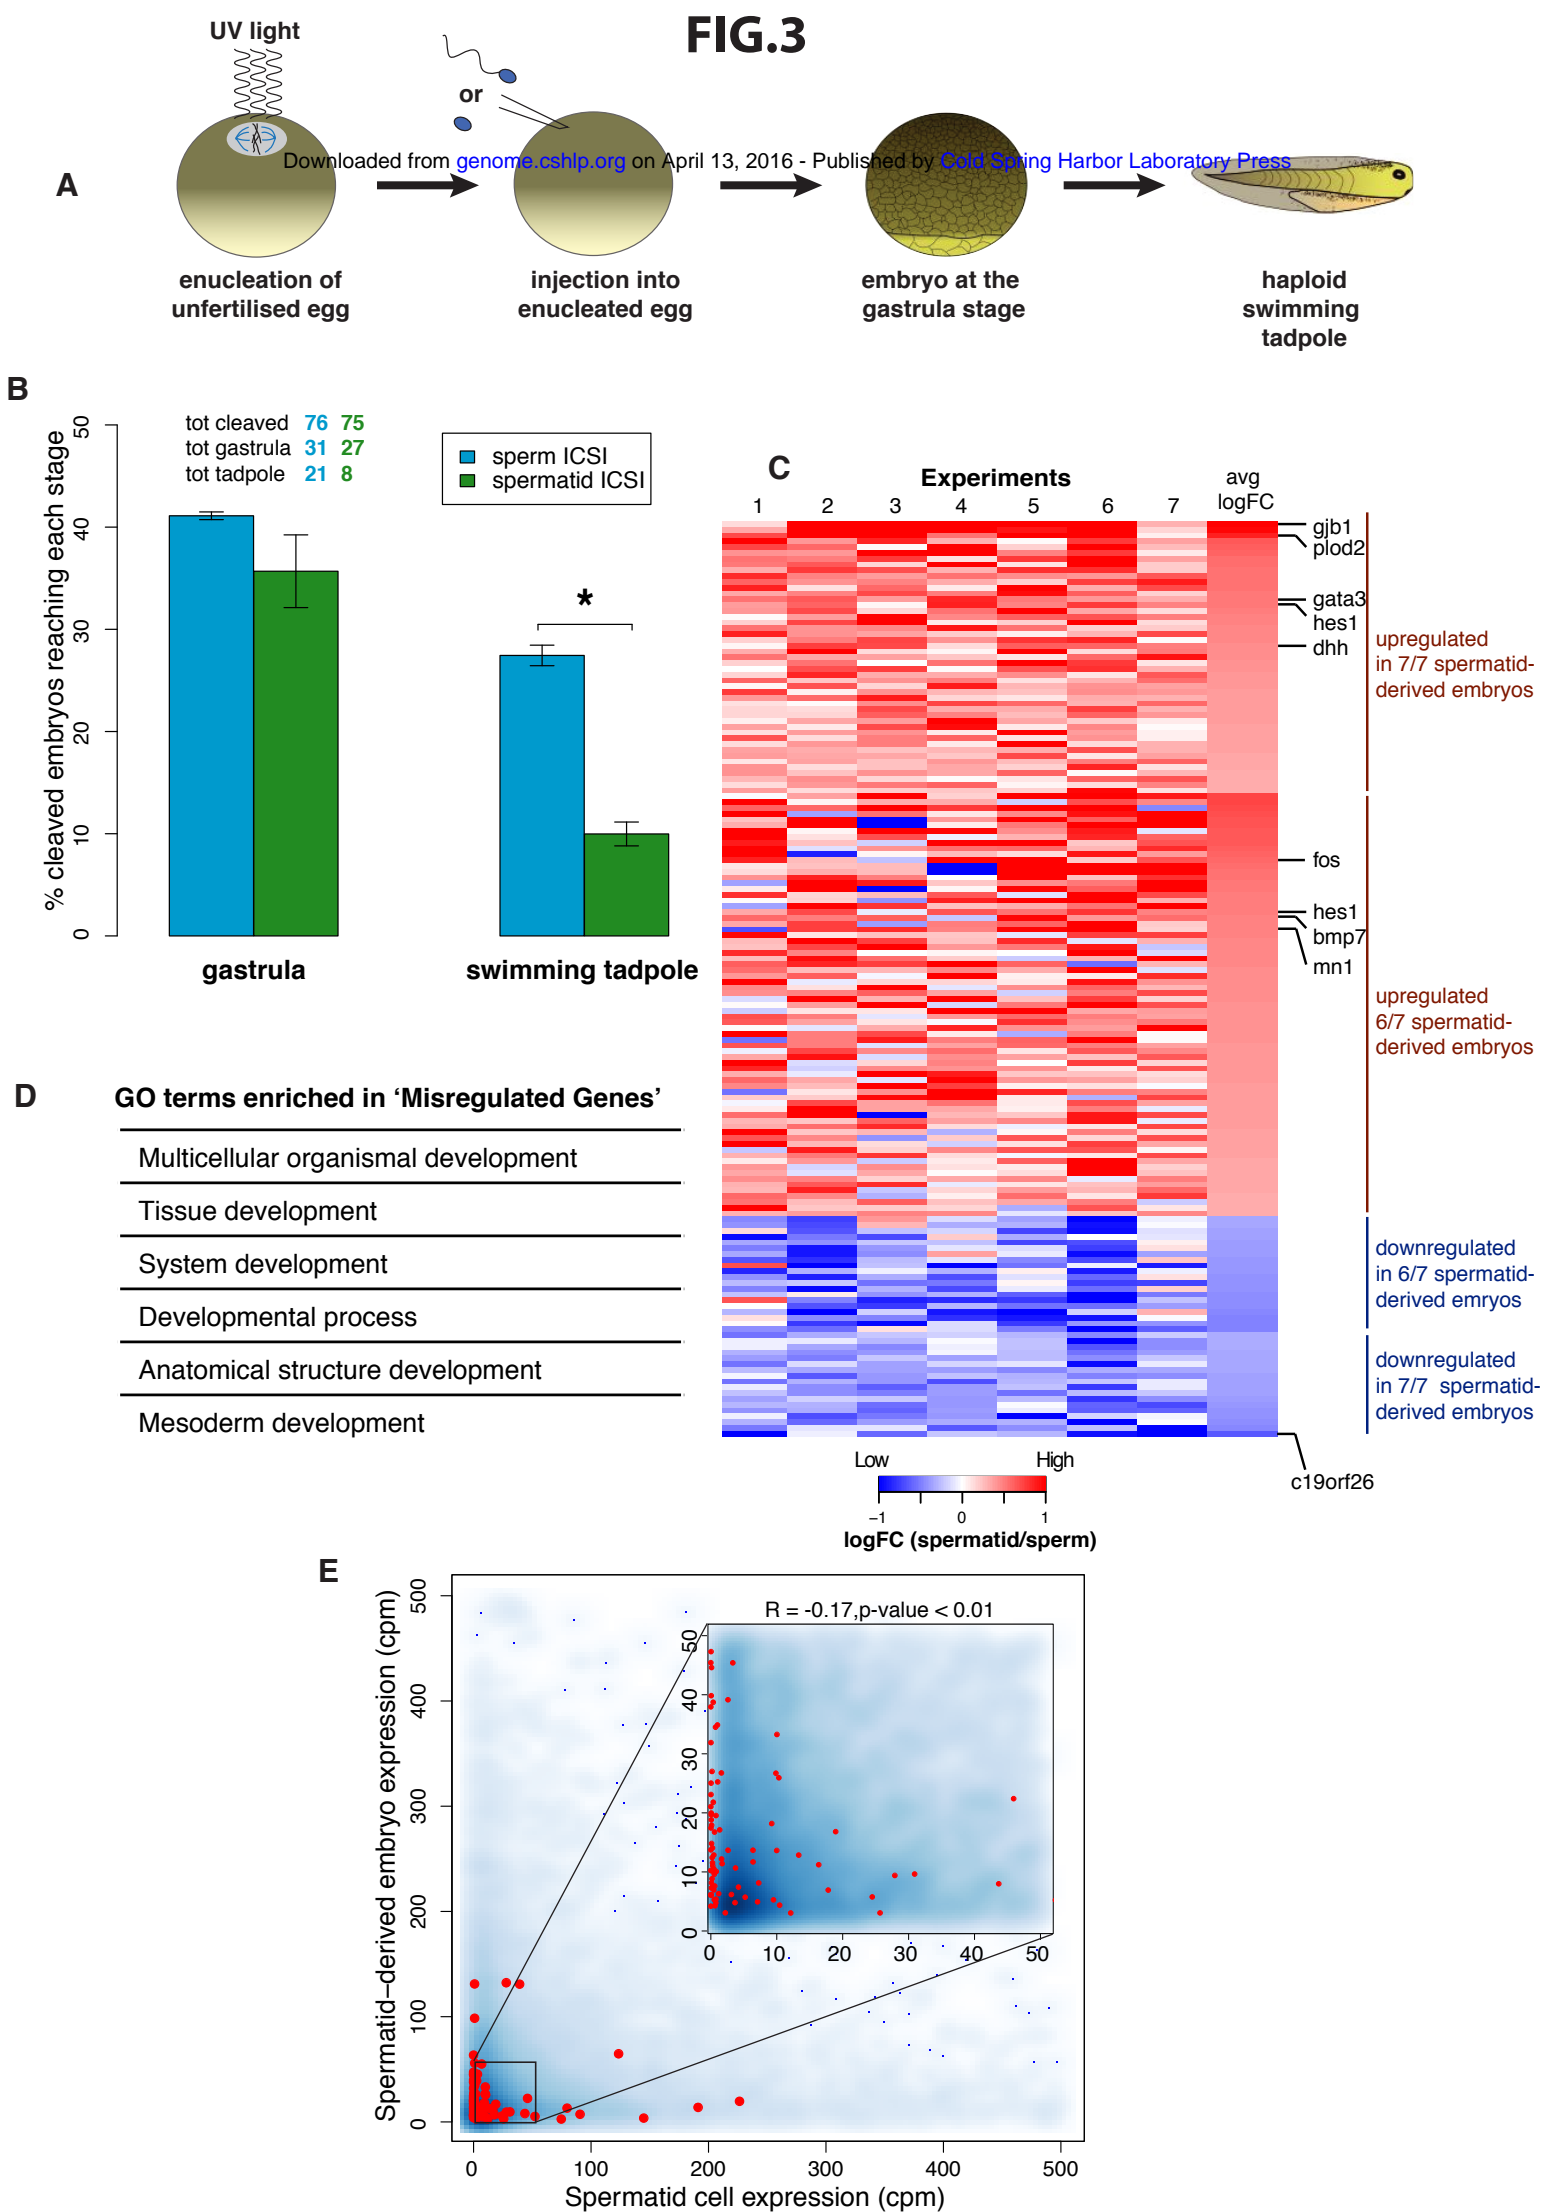 FIG.3
UV light
or
Downloaded from genome.cshlp.org on April 13, 2016 - Published by Cold Spring Harbor Laboratory Press
A
enucleation of
unfertilised egg
injection into
enucleated egg
embryo at the
gastrula stage
haploid
swimming
tadpole
B
% cleaved embryos reaching each stage
50
40
30
20
10
0
tot cleaved 76 75
tot gastrula 31 27
tot tadpole 21 8
sperm ICSI
spermatid ICSI
*
gastrula
swimming tadpole
C
Experiments
avg
logFC
1 2 3 4 5 6 7
gjb1
plod2
gata3
hes1
dhh
upregulated
in 7/7 spermatid-
derived embryos
fos
hes1
bmp7
mn1
upregulated
6/7 spermatid-
derived embryos
downregulated
in 6/7 spermatid-
derived emryos
downregulated
in 7/7 spermatid-
derived embryos
c19orf26
Low High
−1 0 1
logFC (spermatid/sperm)
D
GO terms enriched in ‘Misregulated Genes’
Multicellular organismal development
Tissue development
System development
Developmental process
Anatomical structure development
Mesoderm development
E
Spermatid−derived embryo expression (cpm)
500
400
300
200
100
0
R = -0.17,p-value < 0.01
50
40
30
20
10
0
0 10 20 30 40 50
0 100 200 300 400 500
Spermatid cell expression (cpm)